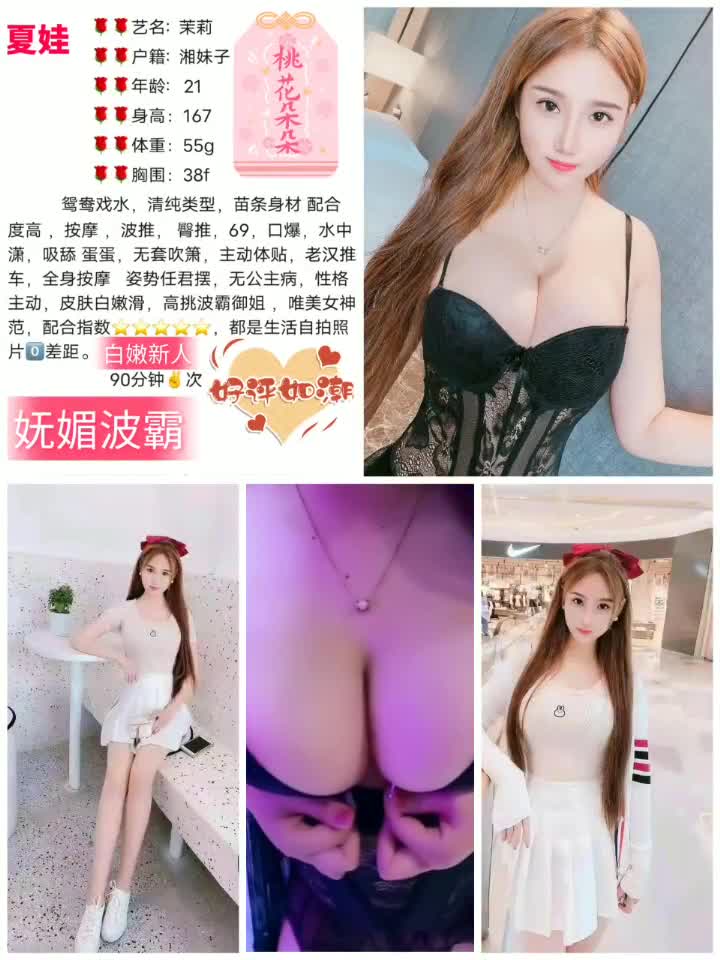 夏娃
🌹🌹艺名: 茉莉
🌹🌹户籍: 湘妹子
🌹🌹年龄: 21
🌹🌹身高: 167
🌹🌹体重: 55g
🌹🌹胸围: 38f
桃花朵朵
鸳鸯戏水，清纯类型，苗条身材 配合
度高 ，按摩 ，波推， 臀推，69，口爆，水中
潇，吸舔 蛋蛋，无套吹箫，主动体贴，老汉推
车，全身按摩 姿势任君摆，无公主病，性格
主动，皮肤白嫩滑，高挑波霸御姐 ，唯美女神
范，配合指数⭐⭐⭐⭐⭐，都是生活自拍照
片0️⃣差距 。
白嫩新人
90分钟✌️次
好评如潮
妩媚波霸